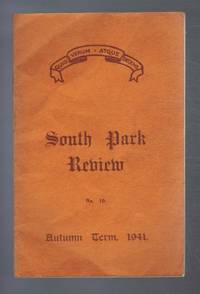 QUOD VERUM · ATQUE DECENS
South Park
Review
No. 16.
Autumn Term, 1941.